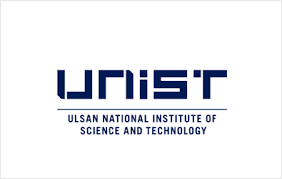 UNIST
ULSAN NATIONAL INSTITUTE OF
SCIENCE AND TECHNOLOGY